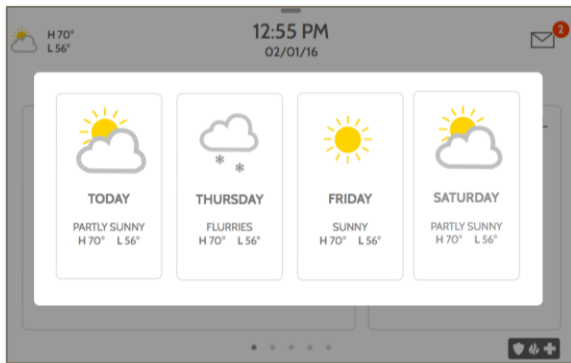 H 70°
L 56°
12:55 PM
02/01/16
2
TODAY
PARTLY SUNNY
H 70° L 56°
THURSDAY
FLURRIES
H 70° L 56°
FRIDAY
SUNNY
H 70° L 56°
SATURDAY
PARTLY SUNNY
H 70° L 56°